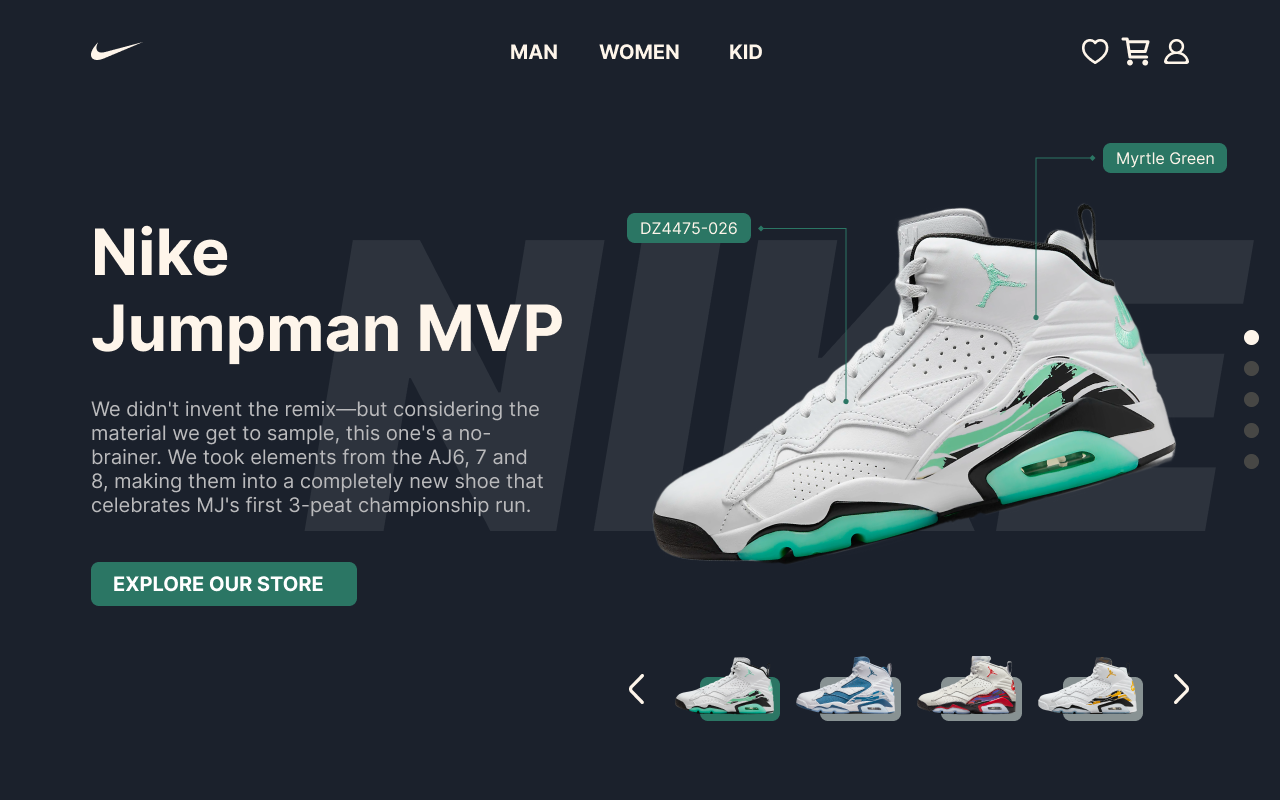 MAN WOMEN KID
Myrtle Green
DZ4475-026
NIKE
Nike
Jumpman MVP
We didn't invent the remix—but considering the
material we get to sample, this one's a no-
brainer. We took elements from the AJ6, 7 and
8, making them into a completely new shoe that
celebrates MJ's first 3-peat championship run.
EXPLORE OUR STORE